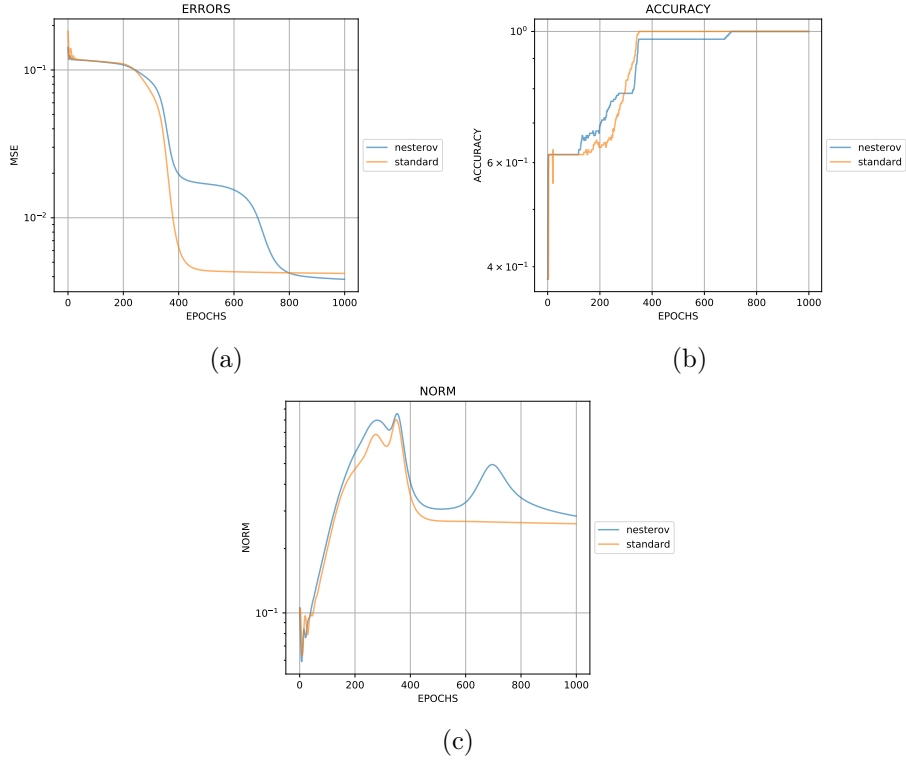 ERRORS
MSE
10⁻¹
10⁻²
0 200 400 600 800 1000
EPOCHS
nesterov
standard
(a)
ACCURACY
ACCURACY
10⁰
6 × 10⁻¹
4 × 10⁻¹
0 200 400 600 800 1000
EPOCHS
nesterov
standard
(b)
NORM
NORM
10⁻¹
0 200 400 600 800 1000
EPOCHS
nesterov
standard
(c)